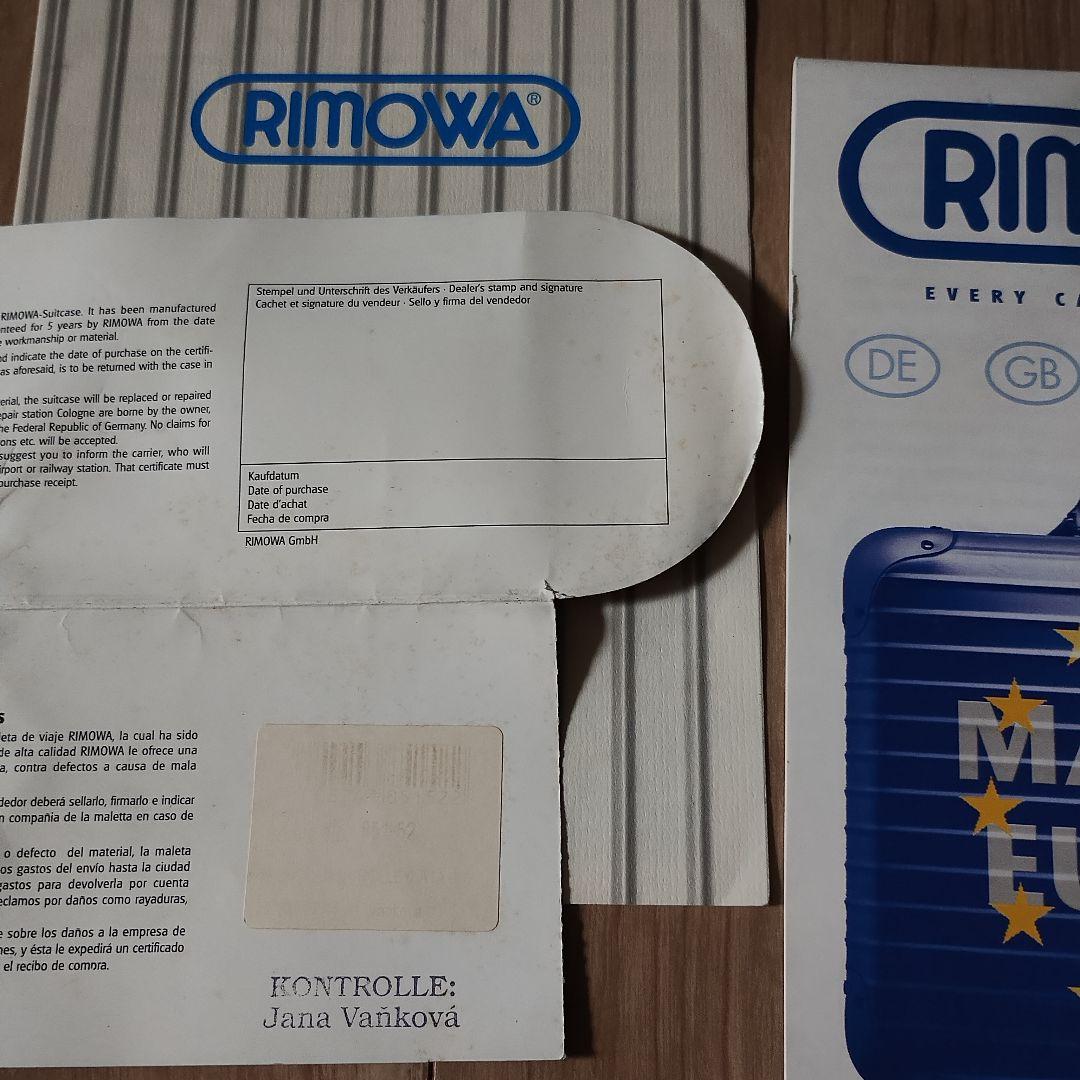 RIMOWA®
RIMOWA-Suitcase. It has been manufactured
nteed for 5 years by RIMOWA from the date
workmanship or material.
nd indicate the date of purchase on the certifi-
as aforesaid, is to be returned with the case in
erial, the suitcase will be replaced or repaired
epair station Cologne are borne by the owner,
he Federal Republic of Germany. No claims for
ons etc. will be accepted.
suggest you to inform the carrier, who will
irport or railway station. That certificate must
purchase receipt.
Stempel und Unterschrift des Verkäufers · Dealer's stamp and signature
Cachet et signature du vendeur · Sello y firma del vendedor
Kaufdatum
Date of purchase
Date d'achat
Fecha de compra
RIMOWA GmbH
s
eta de viaje RIMOWA, la cual ha sido
de alta calidad RIMOWA le ofrece una
a, contra defectos a causa de mala
dedor deberá sellarlo, firmarlo e indicar
n compañia de la maletta en caso de
o defecto del material, la maleta
os gastos del envío hasta la ciudad
gastos para devolverla por cuenta
eclamos por daños como rayaduras,
e sobre los daños a la empresa de
nes, y ésta le expedirá un certificado
el recibo de compra.
KONTROLLE:
Jana Vaňková
RIM
EVERY CA
DE
GB
MA
EU